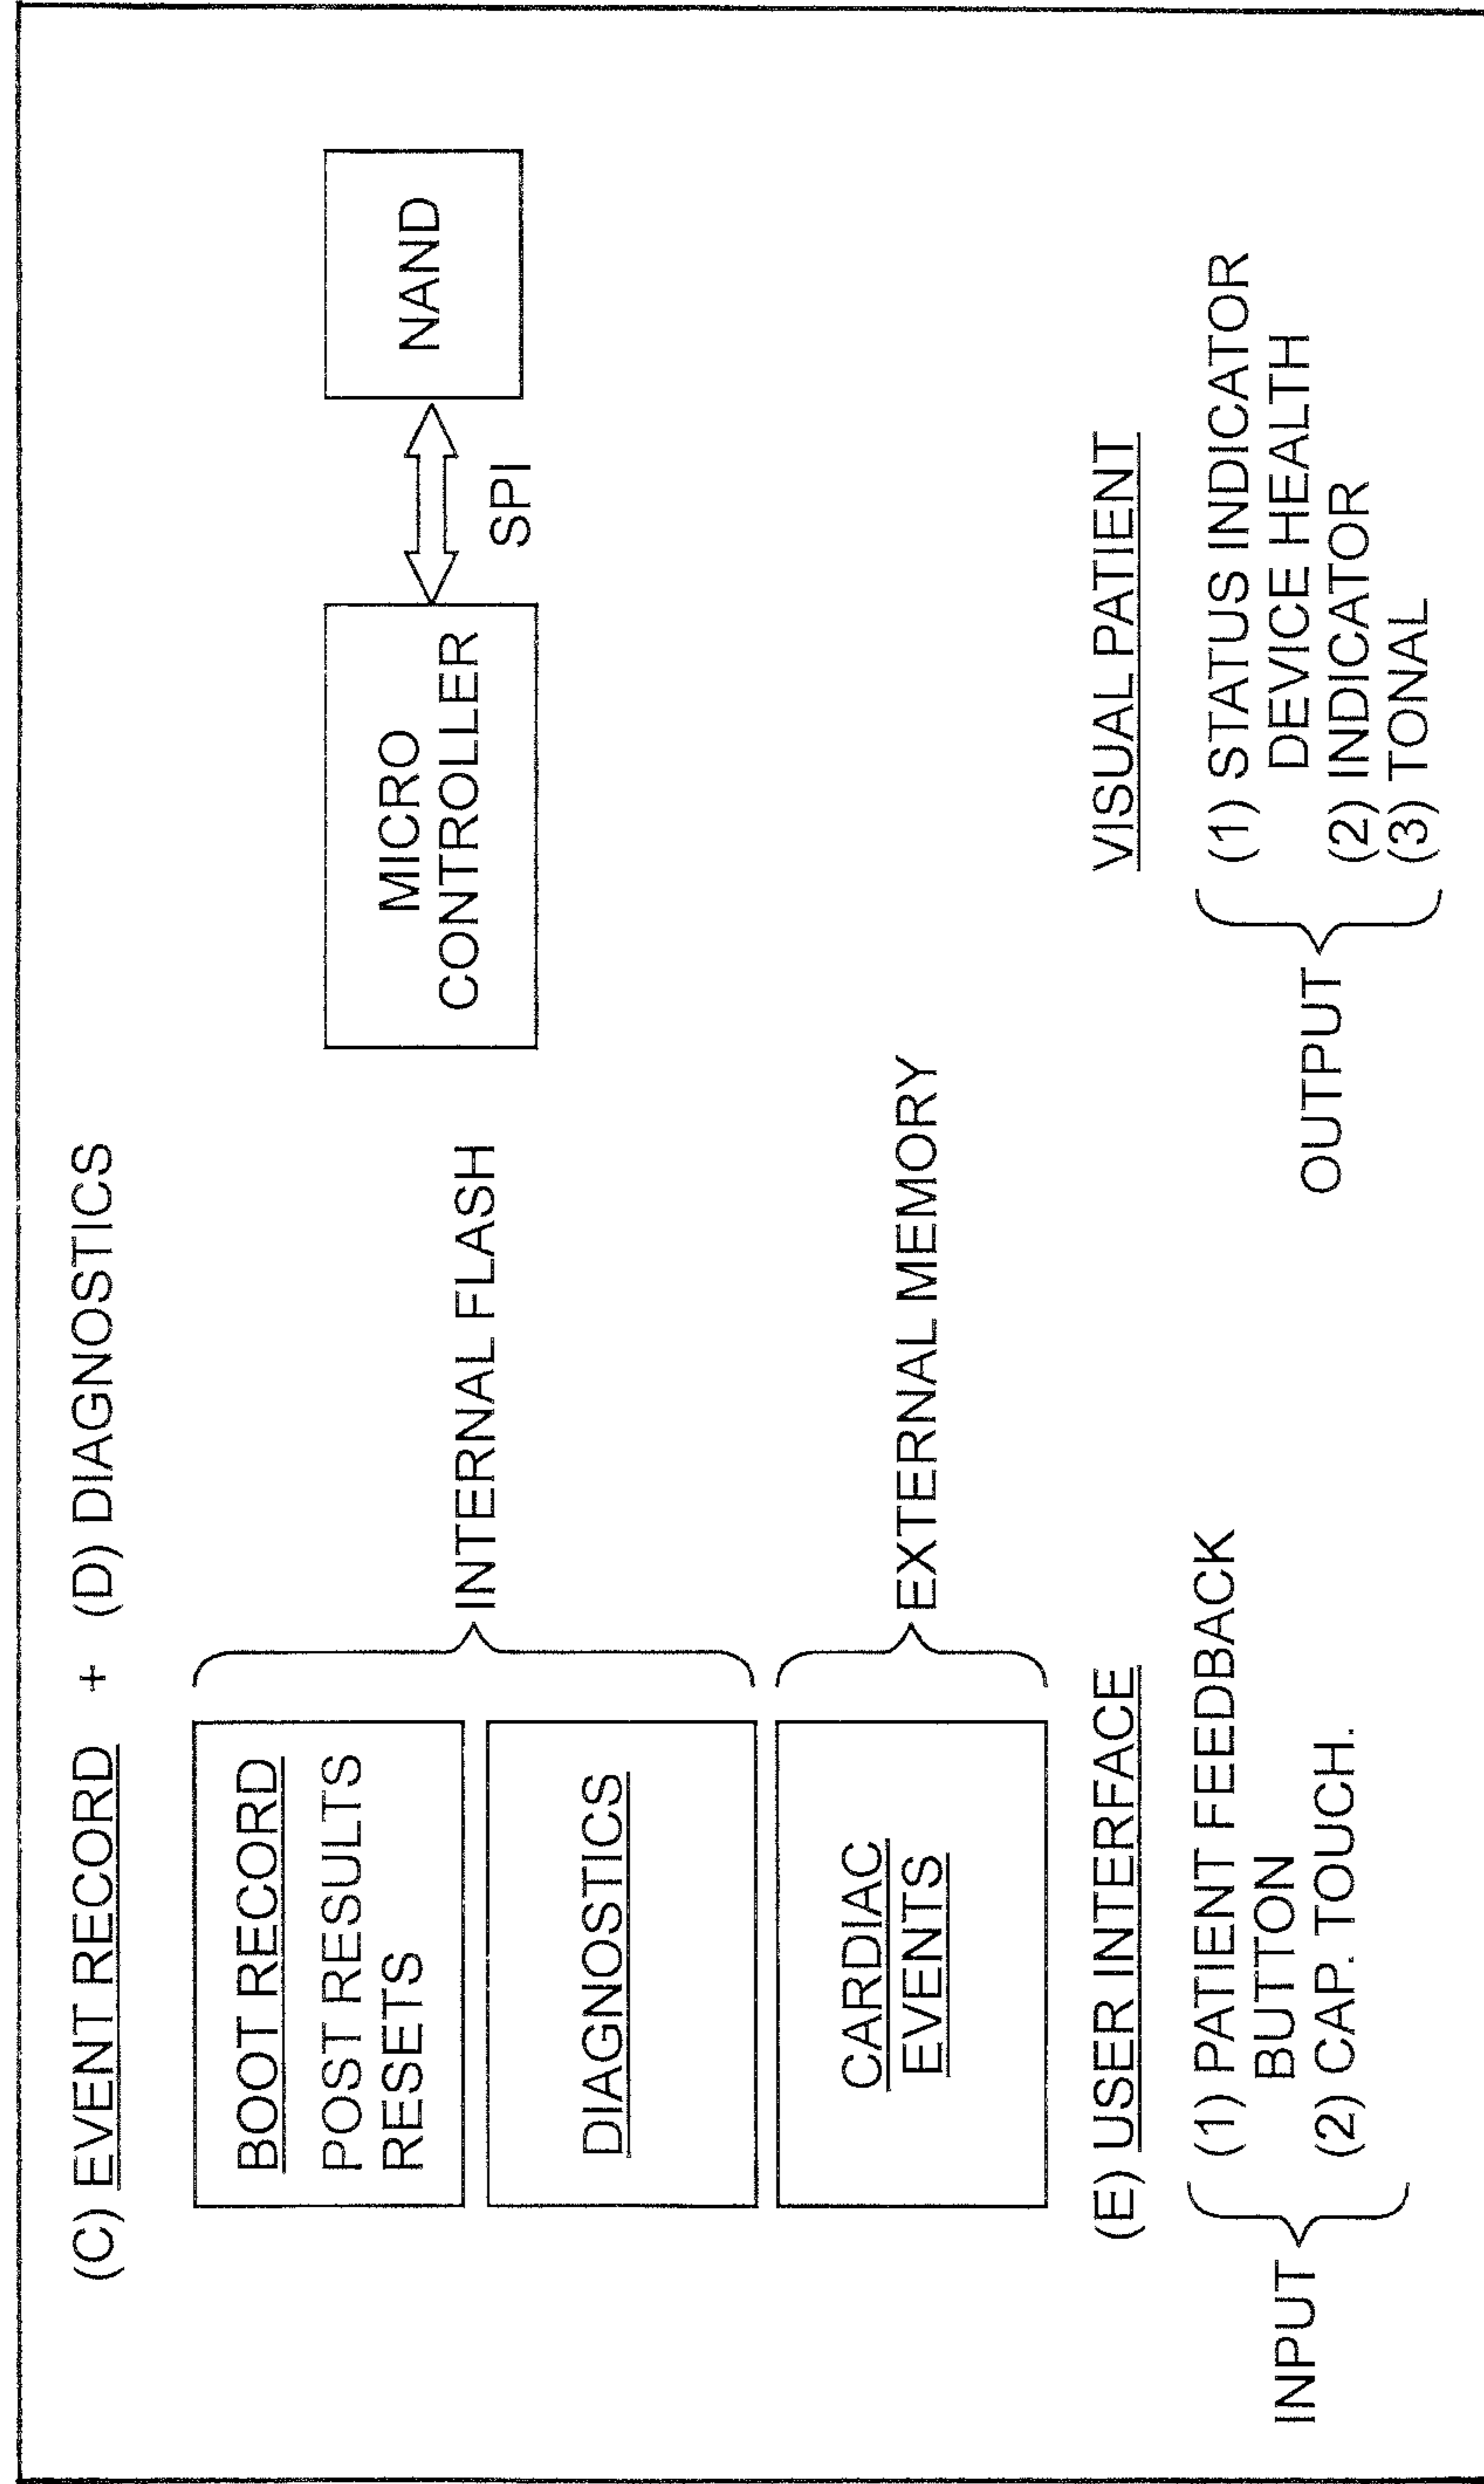 (C) EVENT RECORD + (D) DIAGNOSTICS
BOOT RECORD
POST RESULTS
RESETS
DIAGNOSTICS
INTERNAL FLASH
CARDIAC
EVENTS
EXTERNAL MEMORY
MICRO
CONTROLLER
SPI
NAND
(E) USER INTERFACE
INPUT
(1) PATIENT FEEDBACK
BUTTON
(2) CAP. TOUCH.
VISUAL PATIENT
OUTPUT
(1) STATUS INDICATOR
DEVICE HEALTH
(2) INDICATOR
(3) TONAL